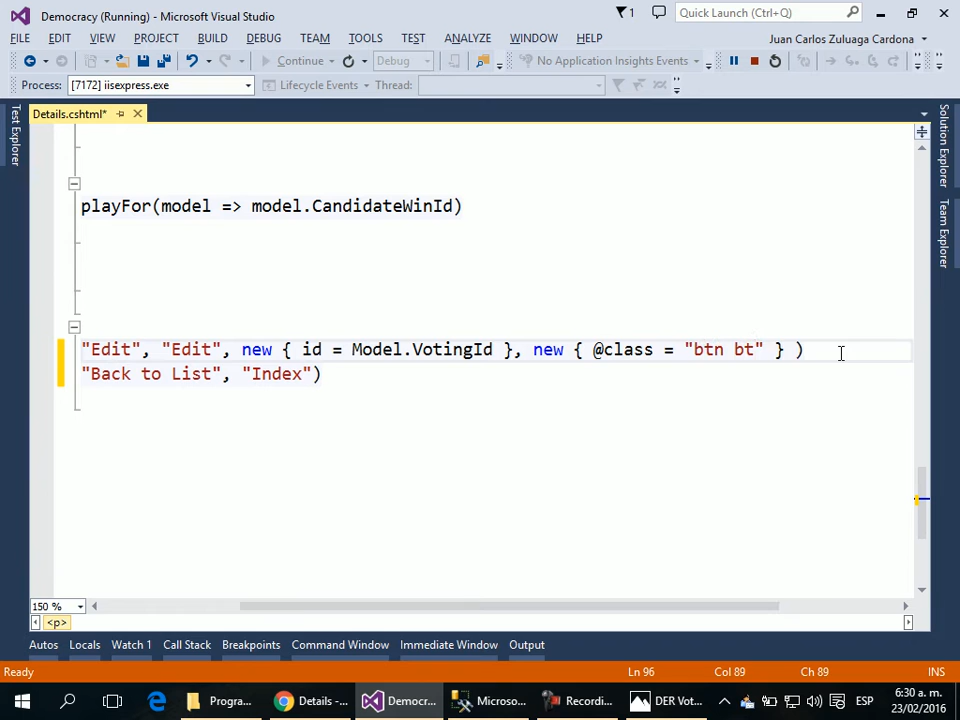 Democracy (Running) - Microsoft Visual Studio
1
Quick Launch (Ctrl+Q)
FILE EDIT VIEW PROJECT BUILD DEBUG TEAM TOOLS TEST ANALYZE WINDOW HELP
Juan Carlos Zuluaga Cardona
Continue
Debug
No Application Insights Events
Process: [7172] iisexpress.exe
Lifecycle Events
Thread:
Details.cshtml*
Test Explorer
Solution Explorer
Team Explorer
playFor(model => model.CandidateWinId)
"Edit", "Edit", new { id = Model.VotingId }, new { @class = "btn bt" } )
"Back to List", "Index")
150 %
<p>
Autos Locals Watch 1 Call Stack Breakpoints Command Window Immediate Window Output
Ready
Ln 96
Col 89
Ch 89
INS
Progra...
Details -...
Democr...
Microso...
Recordi...
DER Vot...
ESP
6:30 a. m.
23/02/2016